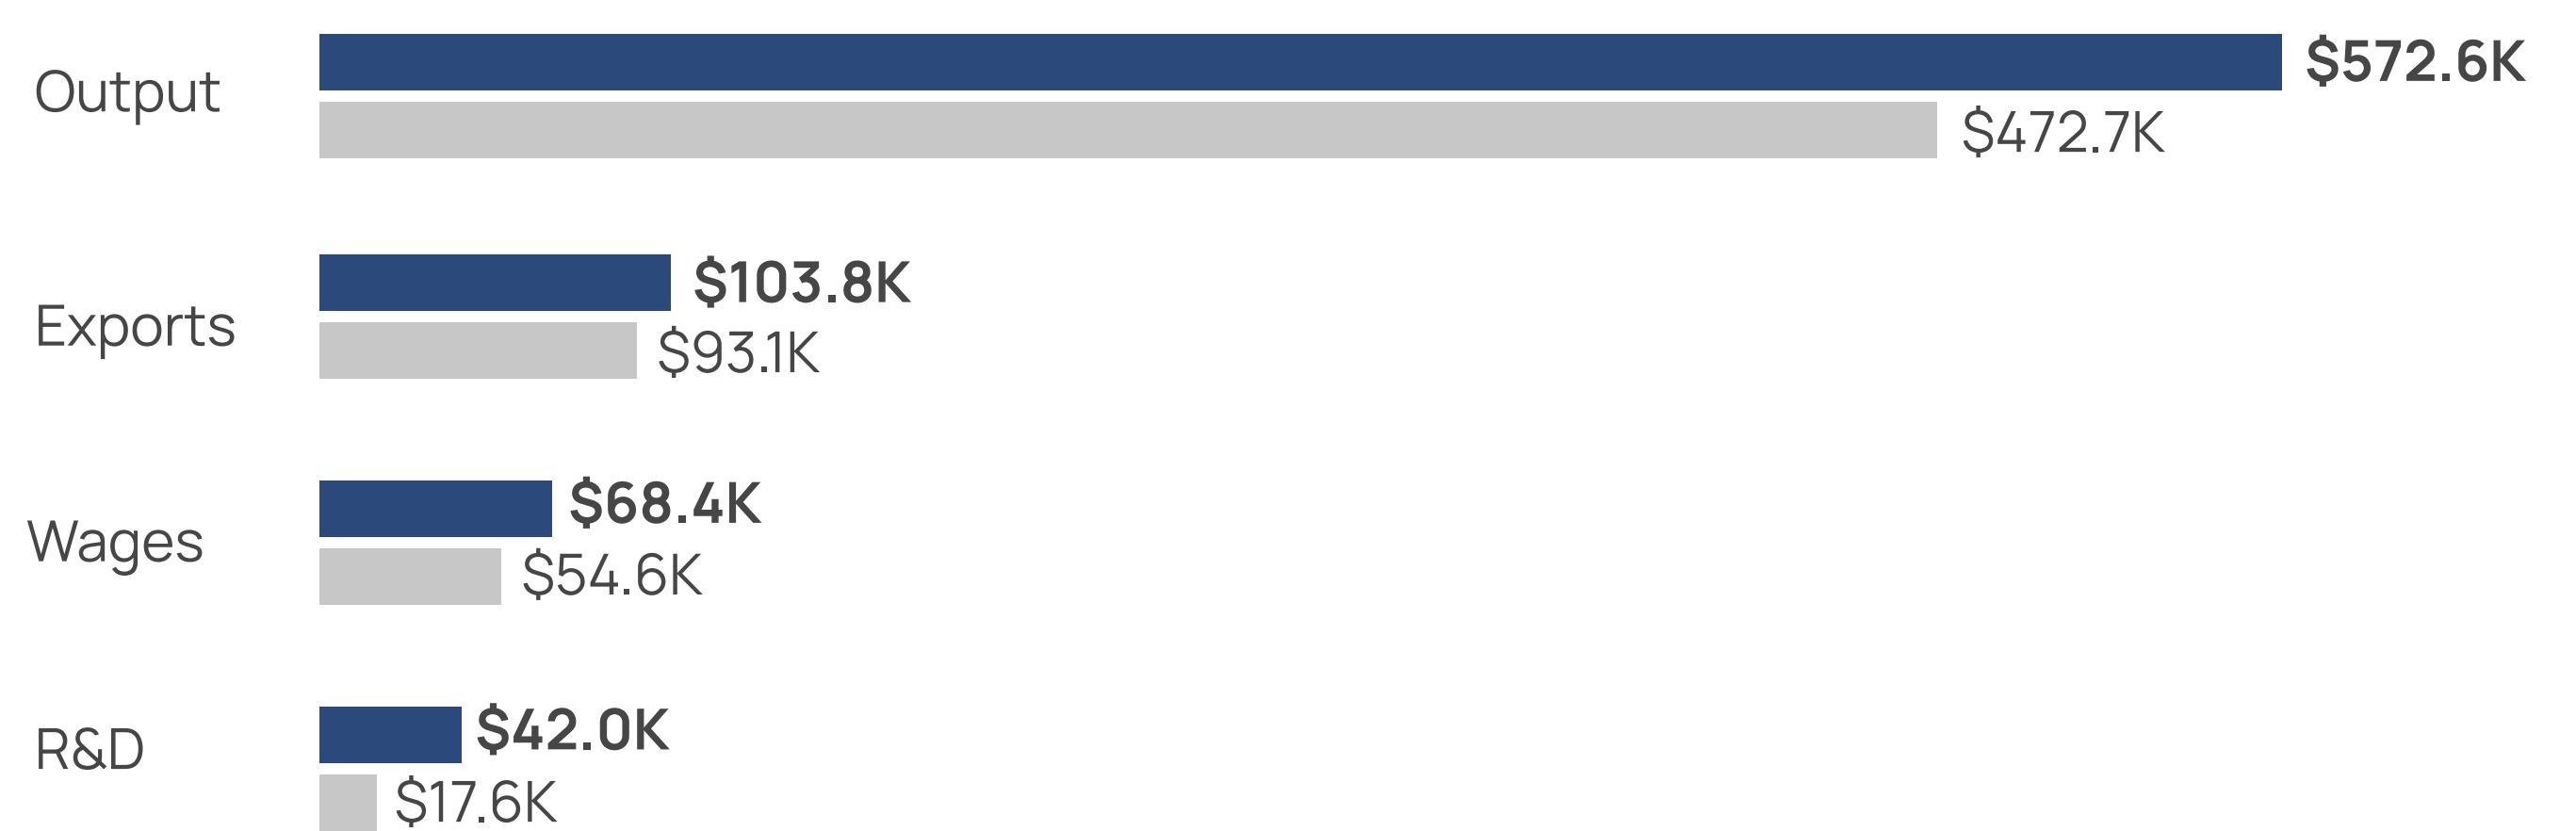 Output
$572.6K
$472.7K
Exports
$103.8K
$93.1K
Wages
$68.4K
$54.6K
R&D
$42.0K
$17.6K